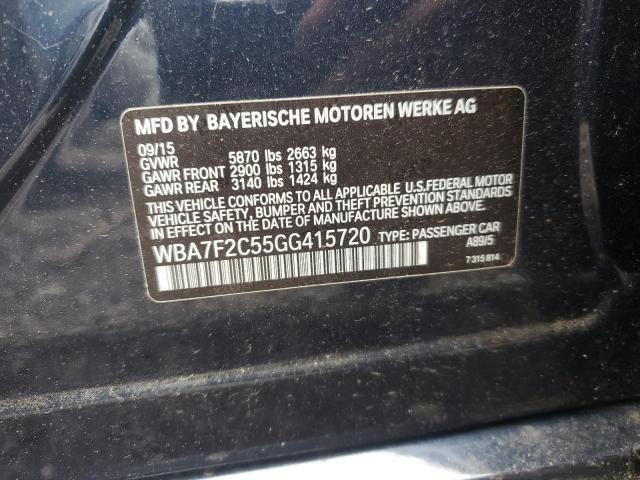 MFD BY BAYERISCHE MOTOREN WERKE AG
09/15
GVWR 5870 lbs 2663 kg
GAWR FRONT 2900 lbs 1315 kg
GAWR REAR 3140 lbs 1424 kg
THIS VEHICLE CONFORMS TO ALL APPLICABLE U.S.FEDERAL MOTOR
VEHICLE SAFETY, BUMPER, AND THEFT PREVENTION STANDARDS
IN EFFECT ON THE DATE OF MANUFACTURE SHOWN ABOVE.
WBA7F2C55GG415720 TYPE: PASSENGER CAR
A89/5
7 315 814